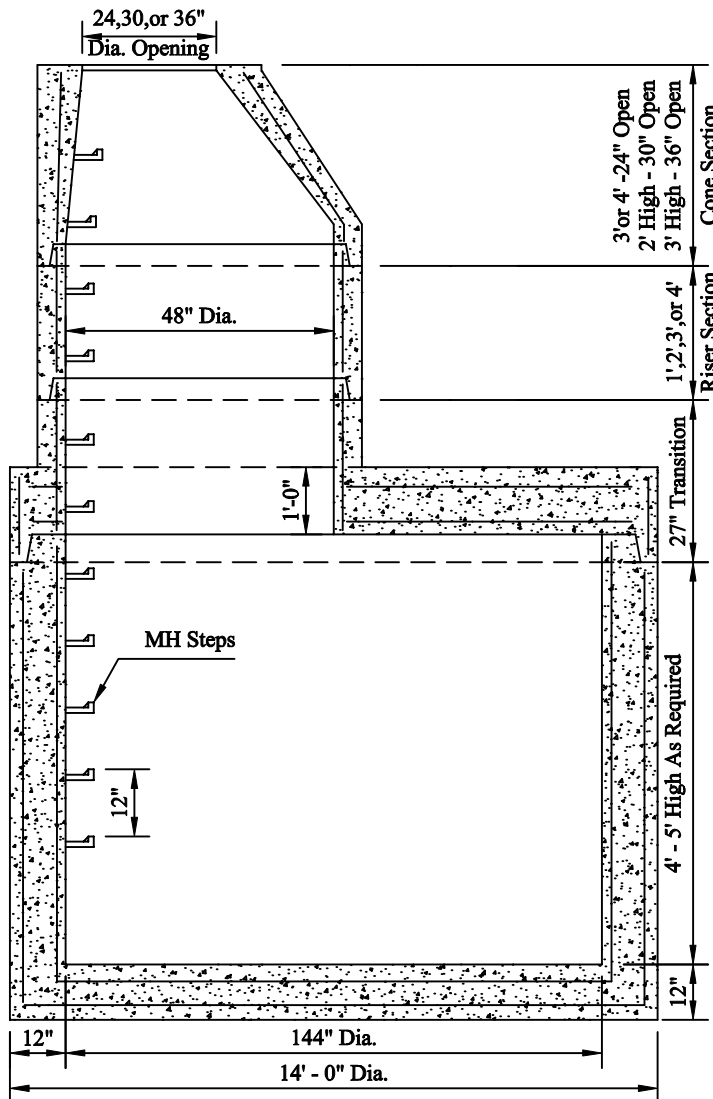 24,30,or 36"
Dia. Opening
3'or 4' -24" Open
2' High - 30" Open
3' High - 36" Open
Cone Section
48" Dia.
1',2',3',or 4'
Riser Section
1'-0"
27" Transition
MH Steps
12"
4' - 5' High As Required
12"
12"
144" Dia.
14' - 0" Dia.